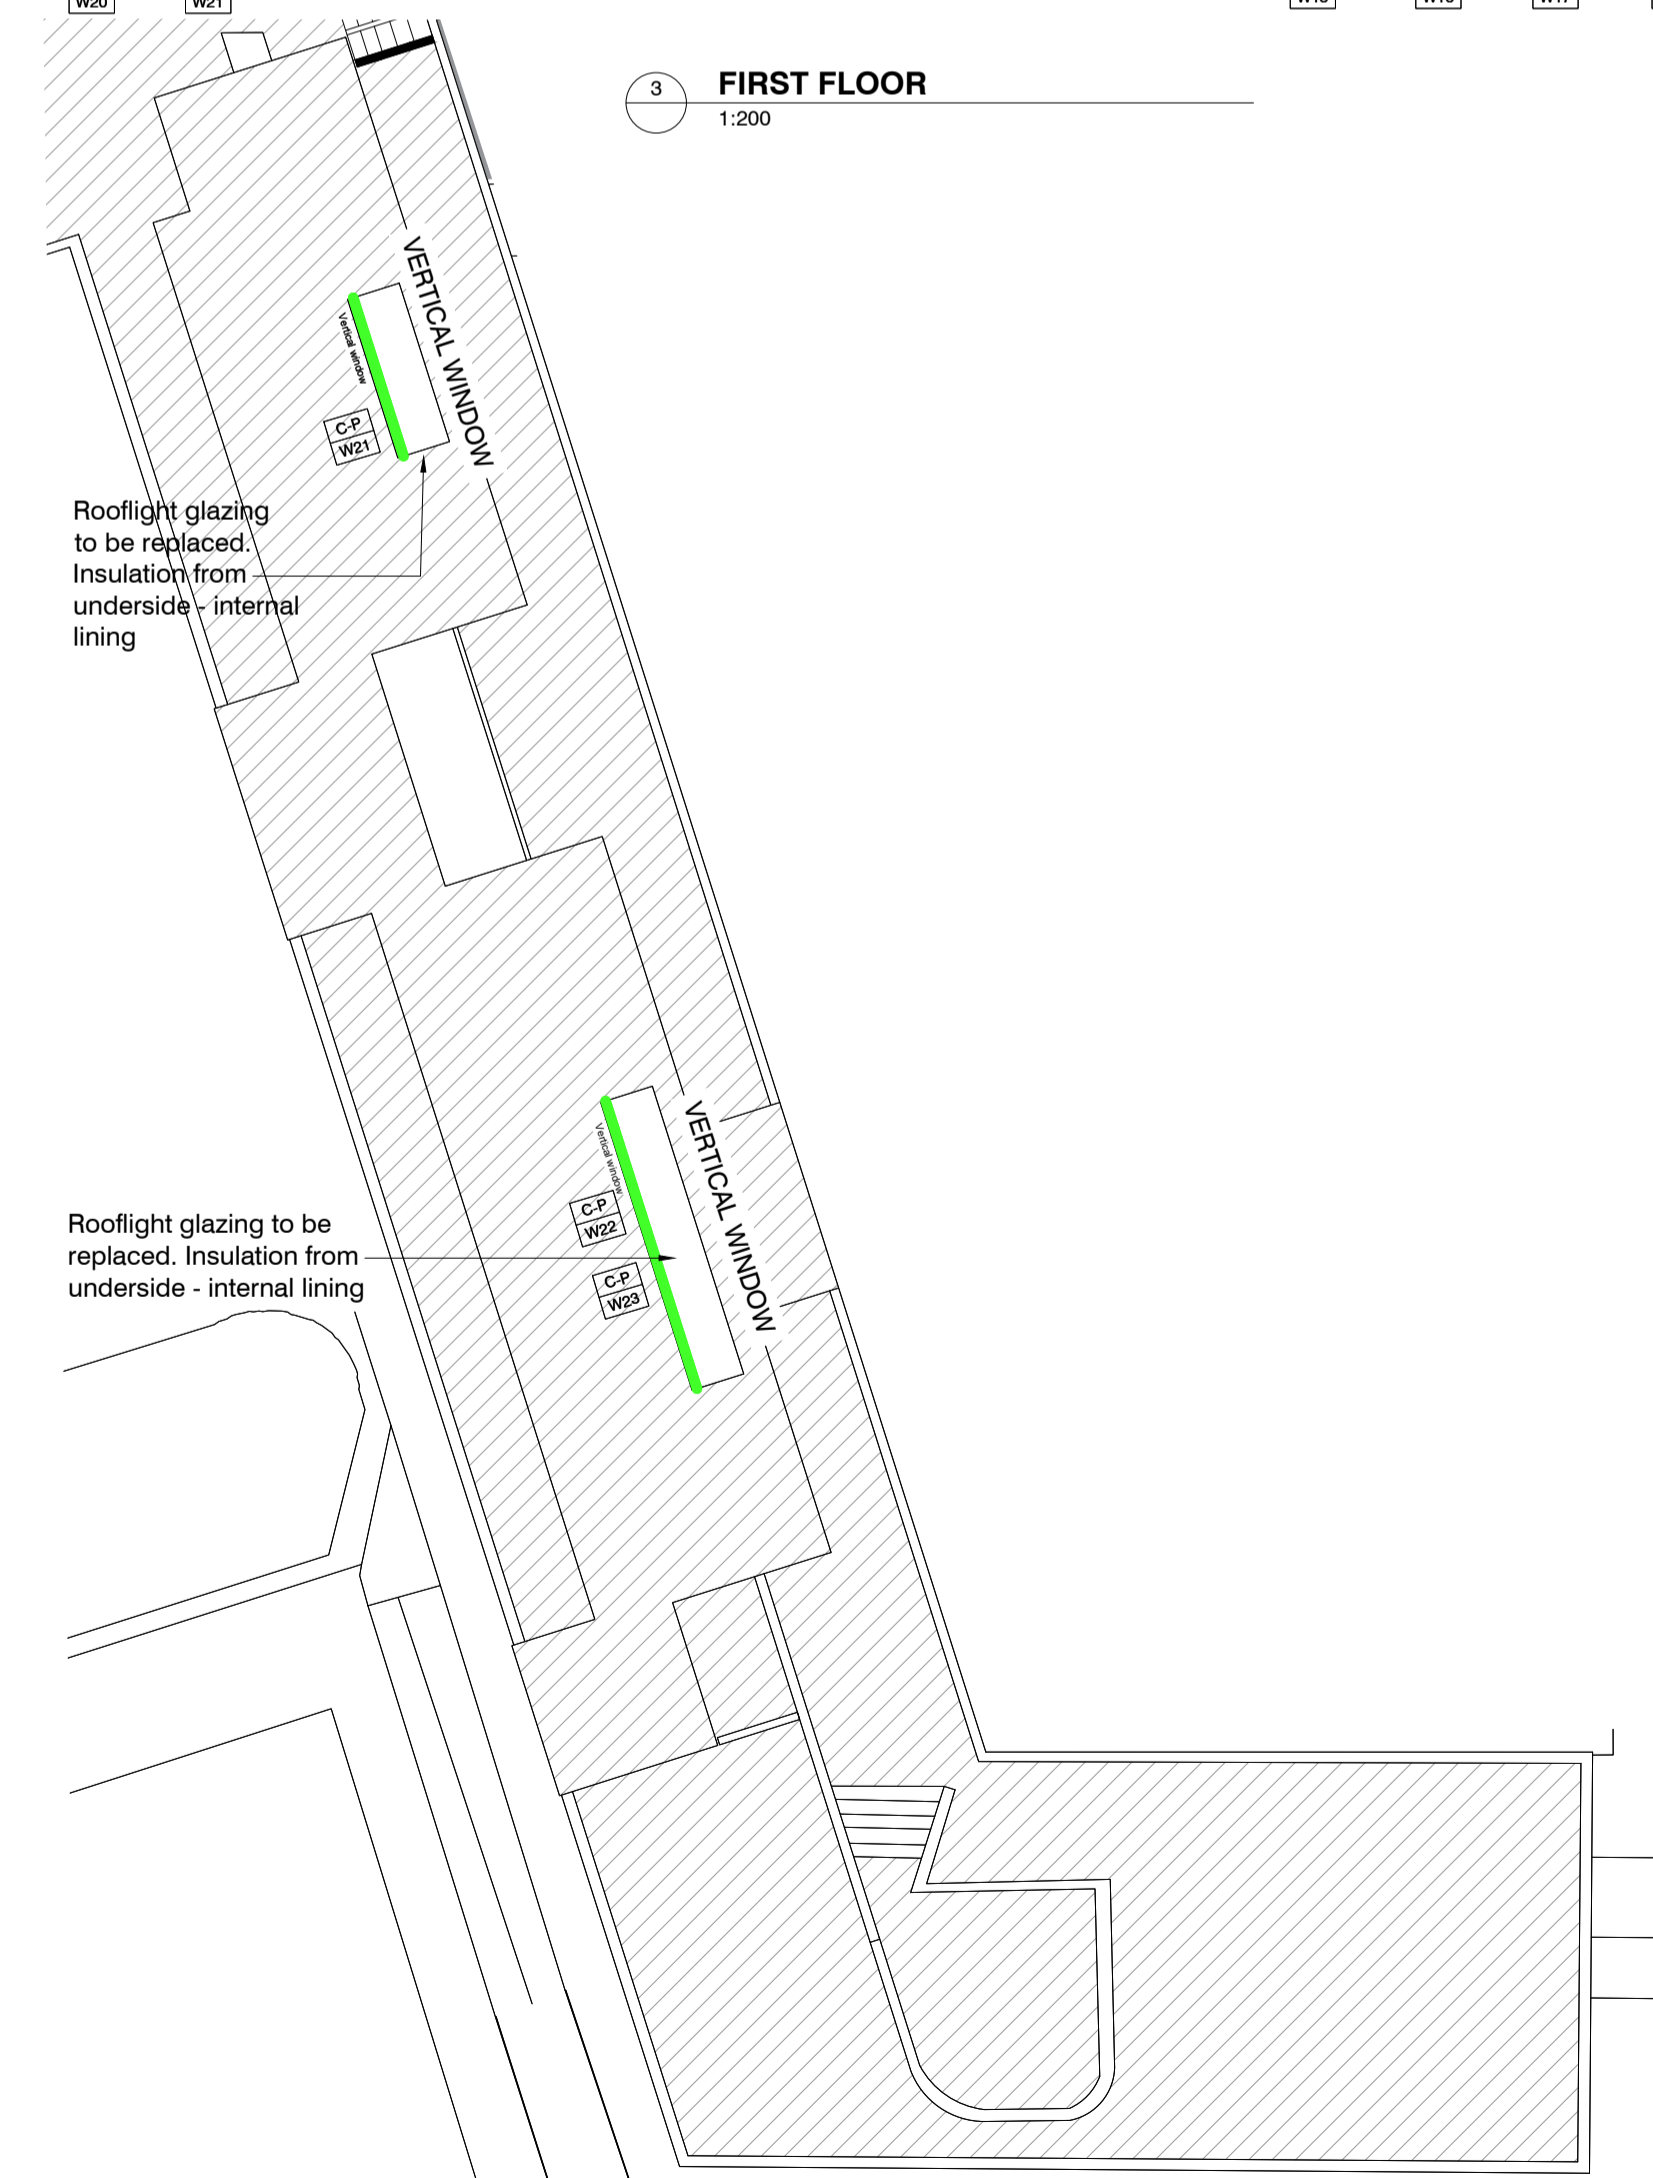 W20
W21
3
FIRST FLOOR
1:200
VERTICAL WINDOW
Vertical window
C-P
W21
Rooflight glazing
to be replaced.
Insulation from
underside - internal
lining
VERTICAL WINDOW
Vertical window
C-P
W22
Rooflight glazing to be
replaced. Insulation from
underside - internal lining
C-P
W23